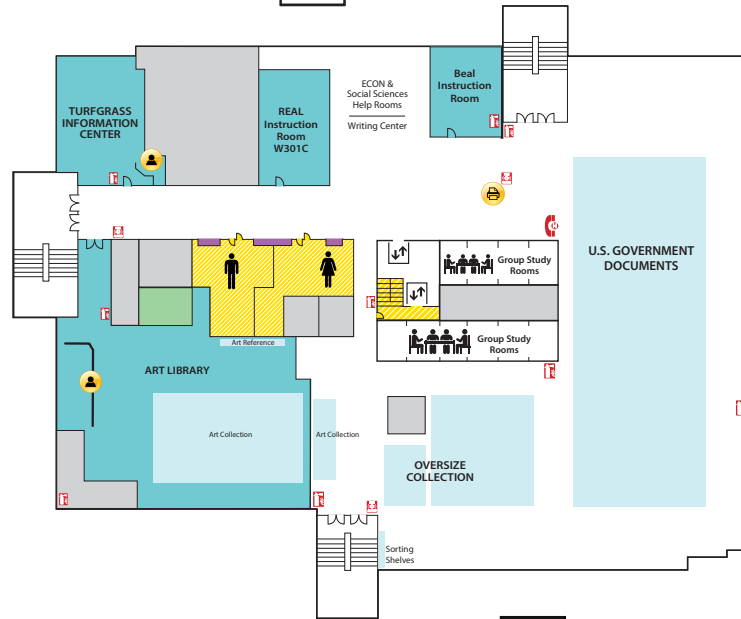 TURFGRASS
INFORMATION
CENTER
REAL
Instruction
Room
W301C
ECON &
Social Sciences
Help Rooms
Writing Center
Beal
Instruction
Room
U.S. GOVERNMENT
DOCUMENTS
Group Study
Rooms
Group Study
Rooms
Art Reference
ART LIBRARY
Art Collection
Art Collection
OVERSIZE
COLLECTION
Sorting
Shelves